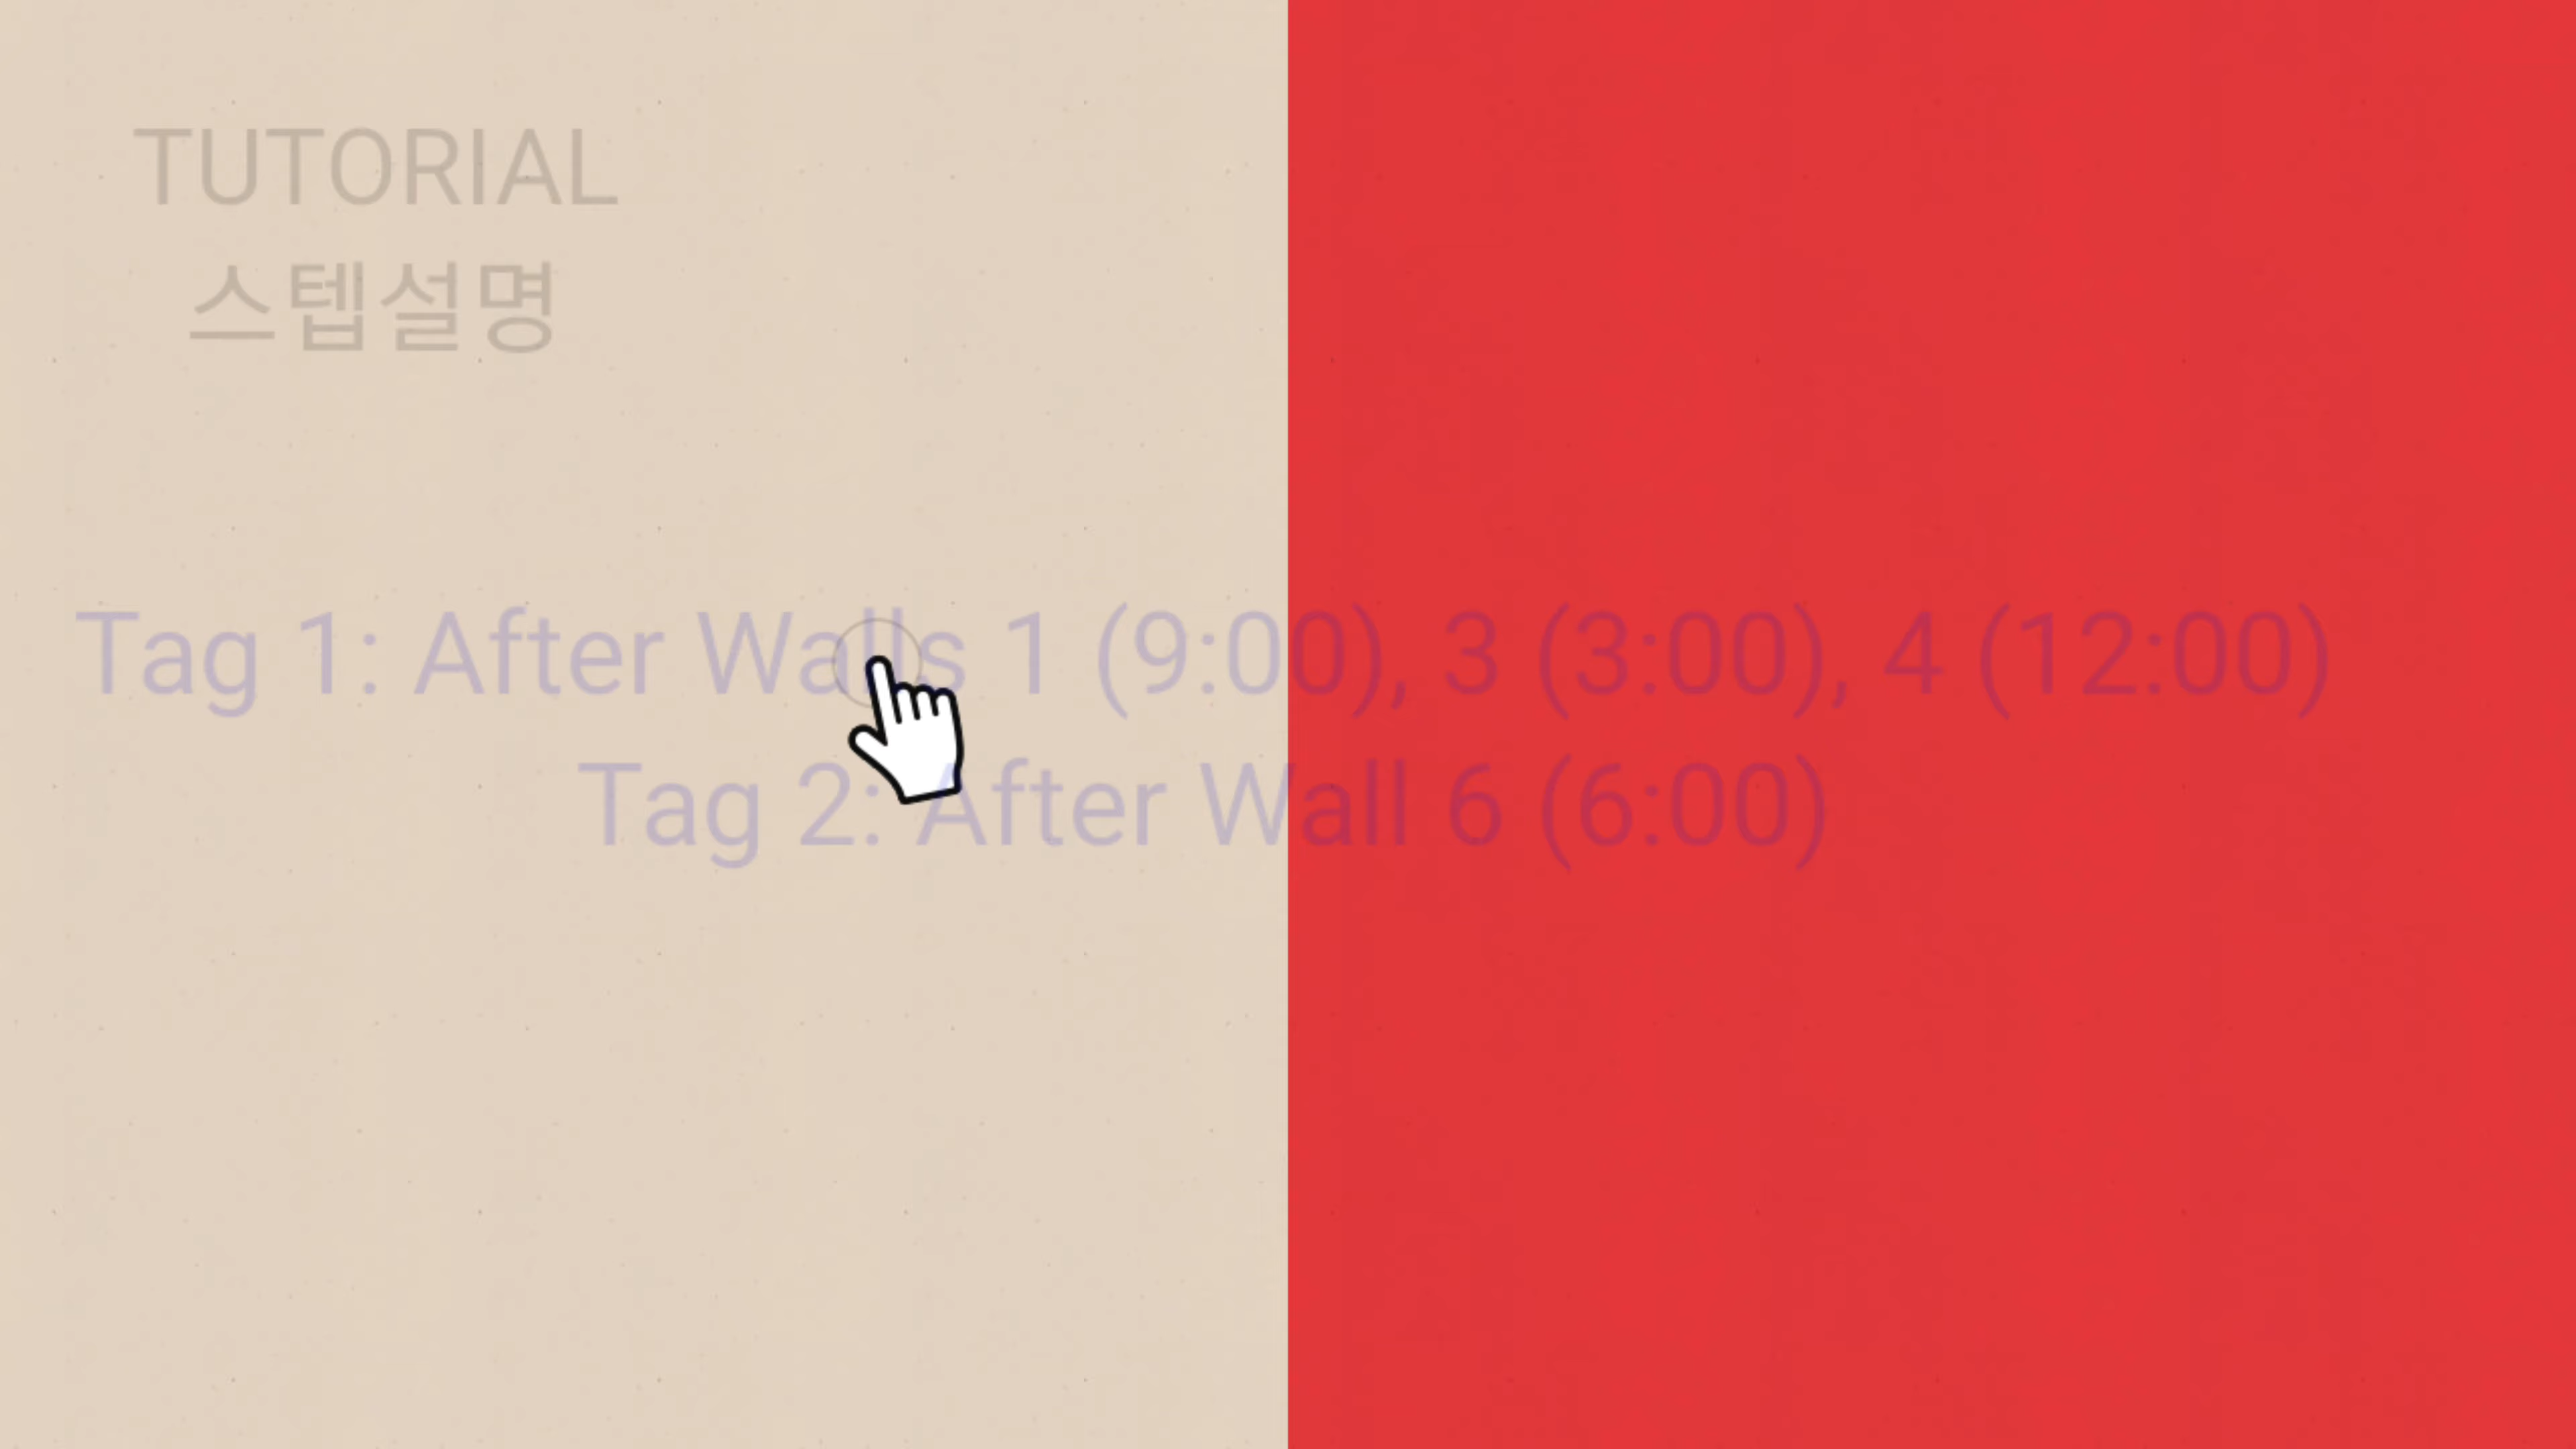 TUTORIAL
스텝설명
Tag 1: After Walls 1 (9:00), 3 (3:00), 4 (12:00)
Tag 2: After Wall 6 (6:00)